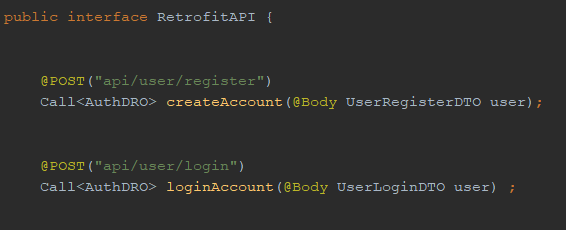 public interface RetrofitAPI {
@POST("api/user/register")
Call<AuthDRO> createAccount(@Body UserRegisterDTO user);
@POST("api/user/login")
Call<AuthDRO> loginAccount(@Body UserLoginDTO user) ;